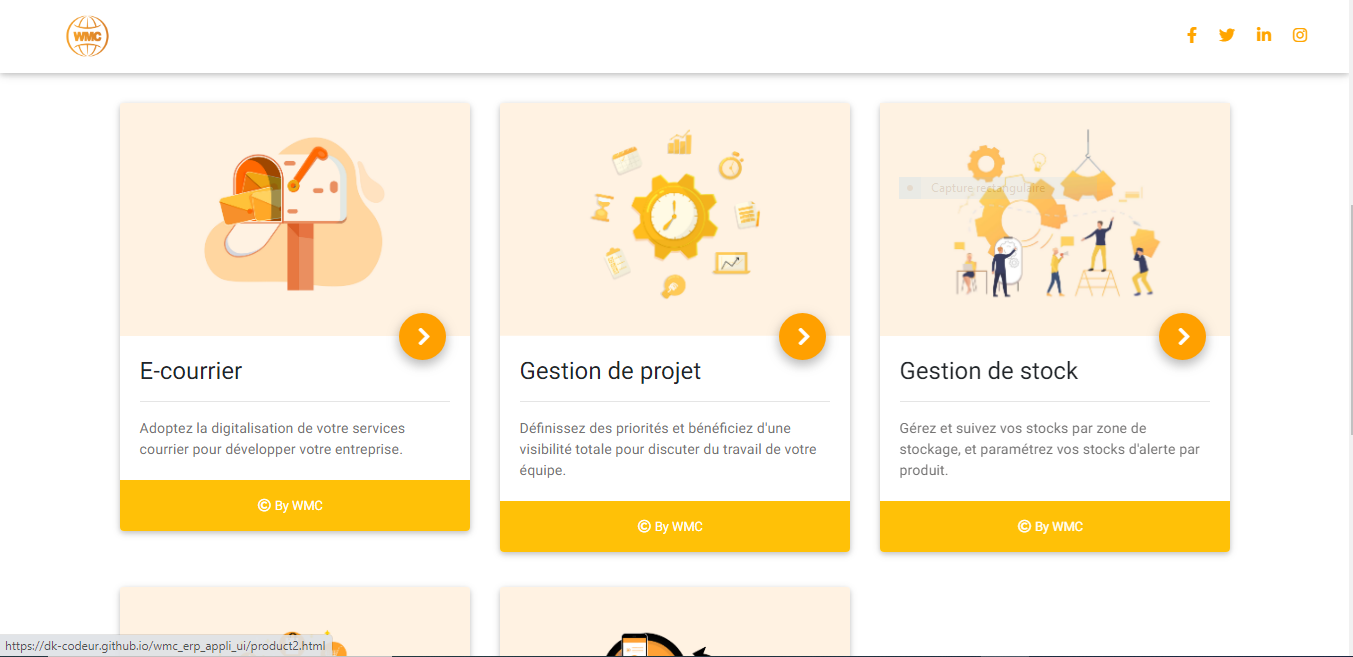 WMC
Capture rectangulaire
E-courrier
Adoptez la digitalisation de votre services
courrier pour développer votre entreprise.
© By WMC
Gestion de projet
Définissez des priorités et bénéficiez d'une
visibilité totale pour discuter du travail de votre
équipe.
© By WMC
Gestion de stock
Gérez et suivez vos stocks par zone de
stockage, et paramétrez vos stocks d'alerte par
produit.
© By WMC
https://dk-codeur.github.io/wmc_erp_appli_ui/product2.html